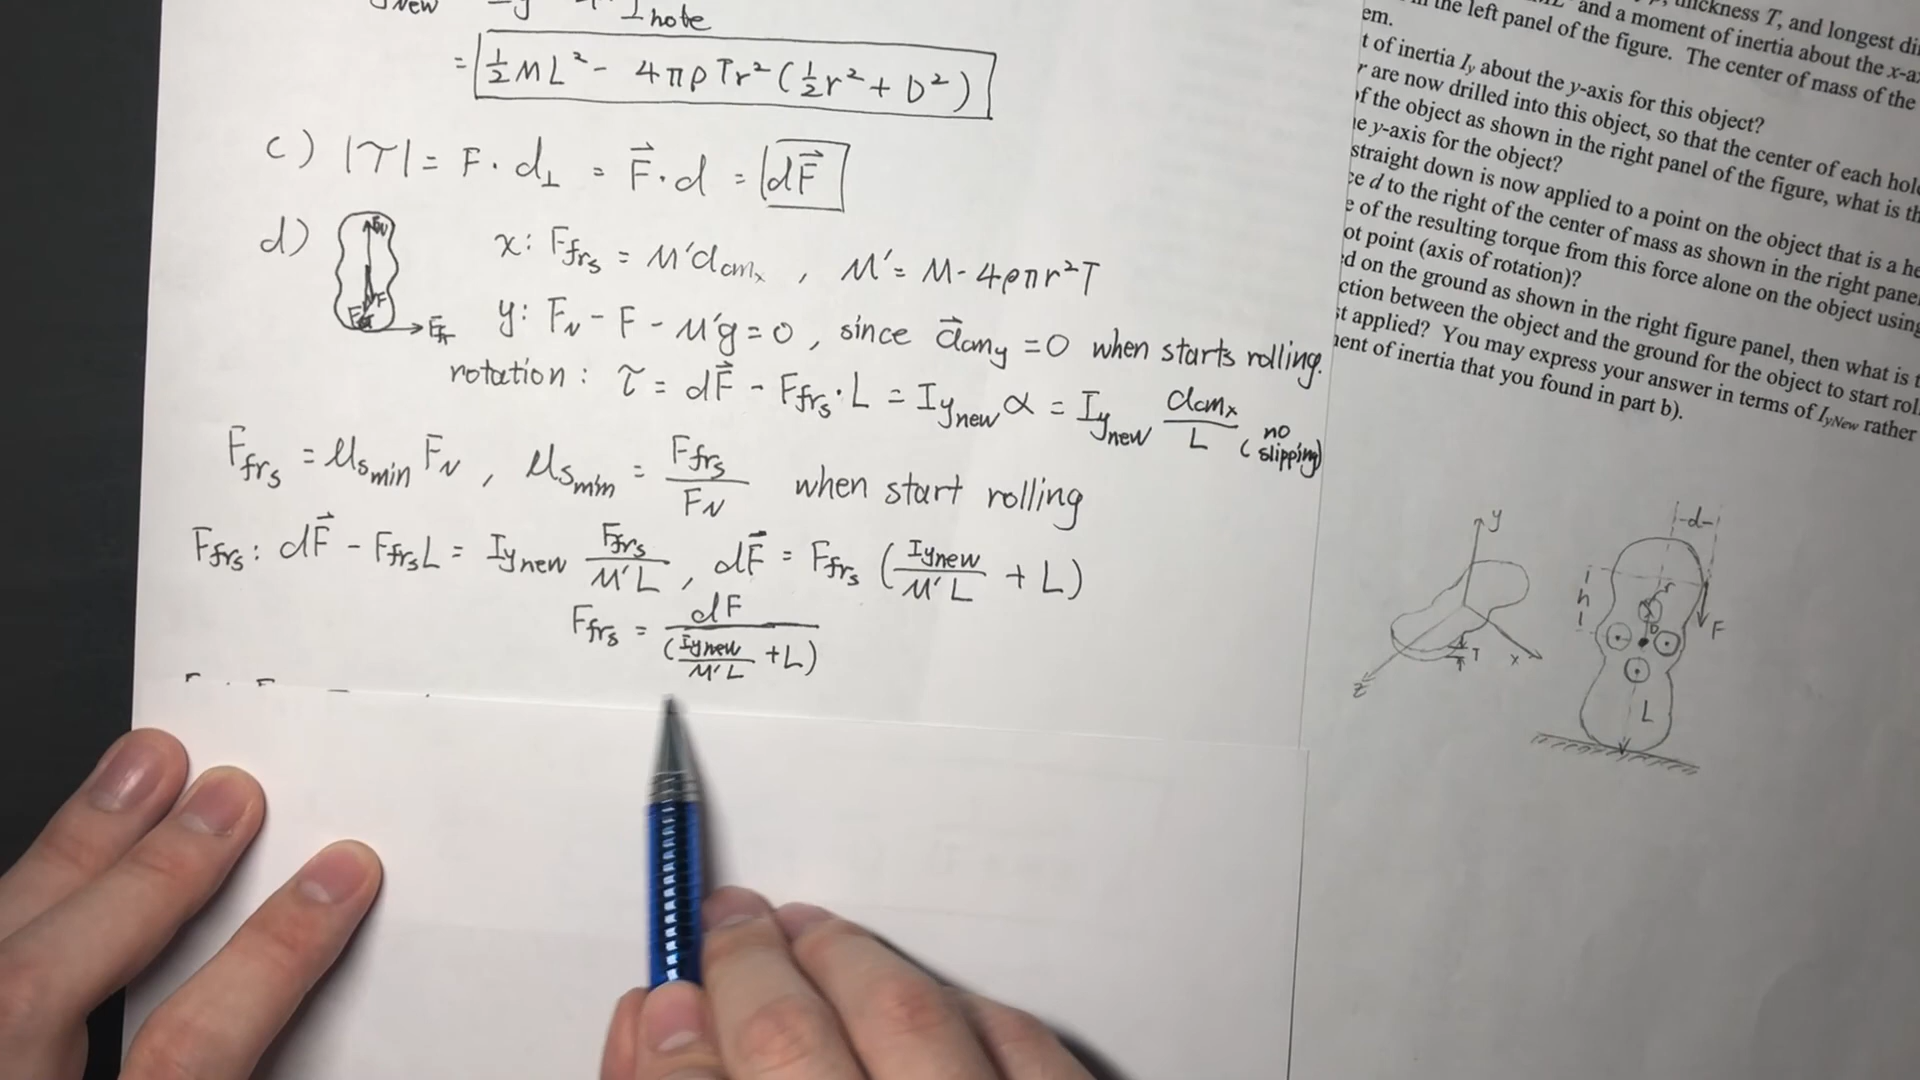 New
I hole
= 1/2 ML² - 4πρTr² (1/2 r² + D²)
c) |τ| = F · d⊥ = F⃗ · d = dF⃗
d) x: Ffrs = M'acmx , M' = M - 4ρπr²T
y: FN - F - M'g = 0 , since a⃗cmy = 0 when starts rolling.
rotation : τ = dF⃗ - Ffrs · L = Iynew α = Iynew acmx / L (no slipping)
Ffrs = μsmin FN , μsmin = Ffrs / FN when start rolling
Ffrs : dF⃗ - FfrsL = Iynew Ffrs / M'L , dF⃗ = Ffrs (Iynew / M'L + L)
Ffrs = dF / (Iynew / M'L + L)
thickness T, and longest
and a moment of inertia about the x-a
the left panel of the figure. The center of mass of the
em.
t of inertia Iy about the y-axis for this object?
r are now drilled into this object, so that the center of each hol
of the object as shown in the right panel of the figure, what is th
e y-axis for the object?
straight down is now applied to a point on the object that is a he
ce d to the right of the center of mass as shown in the right pane
e of the resulting torque from this force alone on the object using
ot point (axis of rotation)?
d on the ground as shown in the right figure panel, then what is t
ction between the object and the ground for the object to start rol
st applied? You may express your answer in terms of IyNew rather
ent of inertia that you found in part b).
y
x
z
T
d
h
r
D
F
L